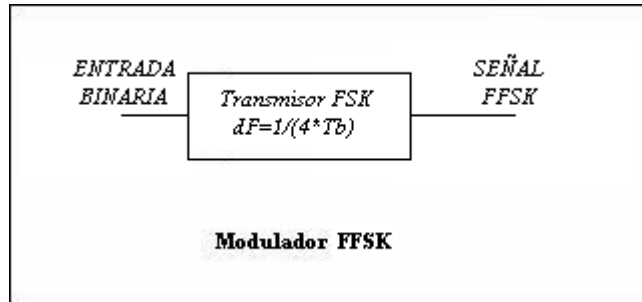 ENTRADA
BINARIA
Transmisor FSK
dF=1/(4*Tb)
SEÑAL
FFSK
Modulador FFSK